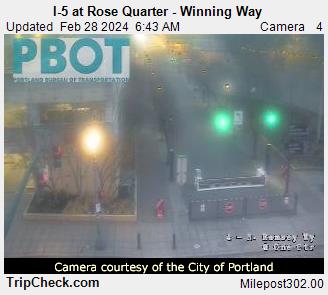 I-5 at Rose Quarter - Winning Way
Updated Feb 28 2024 6:43 AM Camera 4
PBOT
PORTLAND BUREAU OF TRANSPORTATION
Camera courtesy of the City of Portland
TripCheck.com Milepost302.00